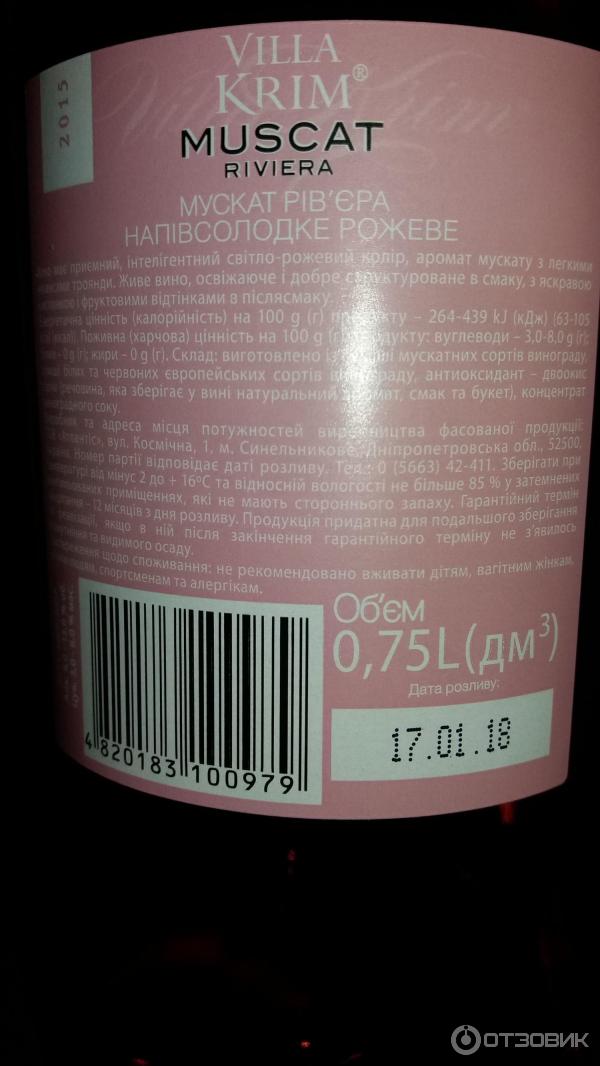 2015
VILLA
KRIM®
MUSCAT
RIVIERA
МУСКАТ РІВ'ЄРА
НАПІВСОЛОДКЕ РОЖЕВЕ
має приємний, інтелігентний світло-рожевий колір, аромат мускату з легкими
троянди. Живе вино, освіжаюче і добре структуроване в смаку, з яскравою
і фруктовими відтінками в післясмаку.
цінність (калорійність) на 100 g (г) продукту – 264-439 kJ (кДж) (63-105
Поживна (харчова) цінність на 100 g (г) продукту: вуглеводи – 3,0-8,0 g (г);
– 0 g (г); жири – 0 g (г). Склад: виготовлено із мускатних сортів винограду,
білих та червоних європейських сортів винограду, антиоксидант – двоокис
(речовина, яка зберігає у вині натуральний аромат, смак та букет), концентрат
соку.
та адреса місця потужностей виробництва фасованої продукції:
вул. Космічна, 1, м. Синельникове, Дніпропетровська обл., 52500,
Номер партії відповідає даті розливу. Тел.: 0 (5663) 42-411. Зберігати при
від мінус 2 до + 16°С та відносній вологості не більше 85 % у затемнених
приміщеннях, які не мають стороннього запаху. Гарантійний термін
– 12 місяців з дня розливу. Продукція придатна для подальшого зберігання
якщо в ній після закінчення гарантійного терміну не з'явилось
та видимого осаду.
щодо споживання: не рекомендовано вживати дітям, вагітним жінкам,
спортсменам та алергікам.
Об'єм
0,75L(дм³)
Дата розливу:
17.01.18
4 820183 100979
ОТЗОВИК